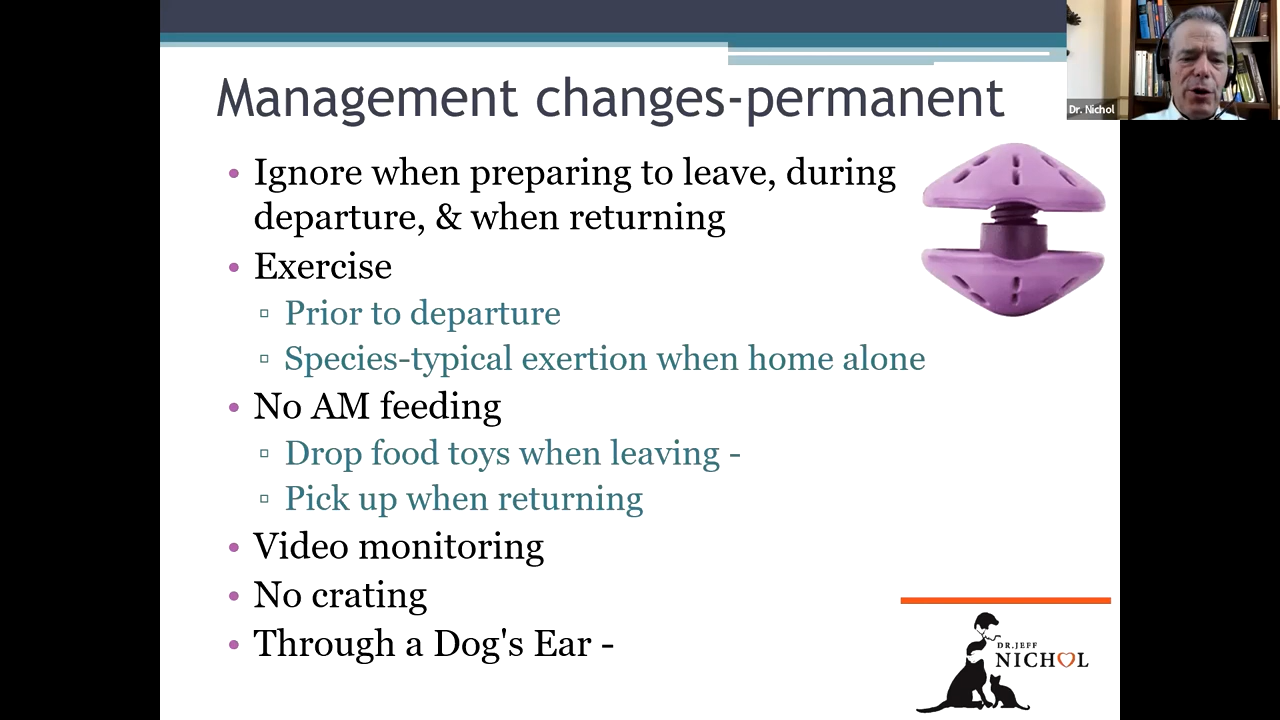 Management changes-permanent
• Ignore when preparing to leave, during
departure, & when returning
• Exercise
▫ Prior to departure
▫ Species-typical exertion when home alone
• No AM feeding
▫ Drop food toys when leaving -
▫ Pick up when returning
• Video monitoring
• No crating
• Through a Dog's Ear -
Dr. Nichol
DR. JEFF
NICHOL